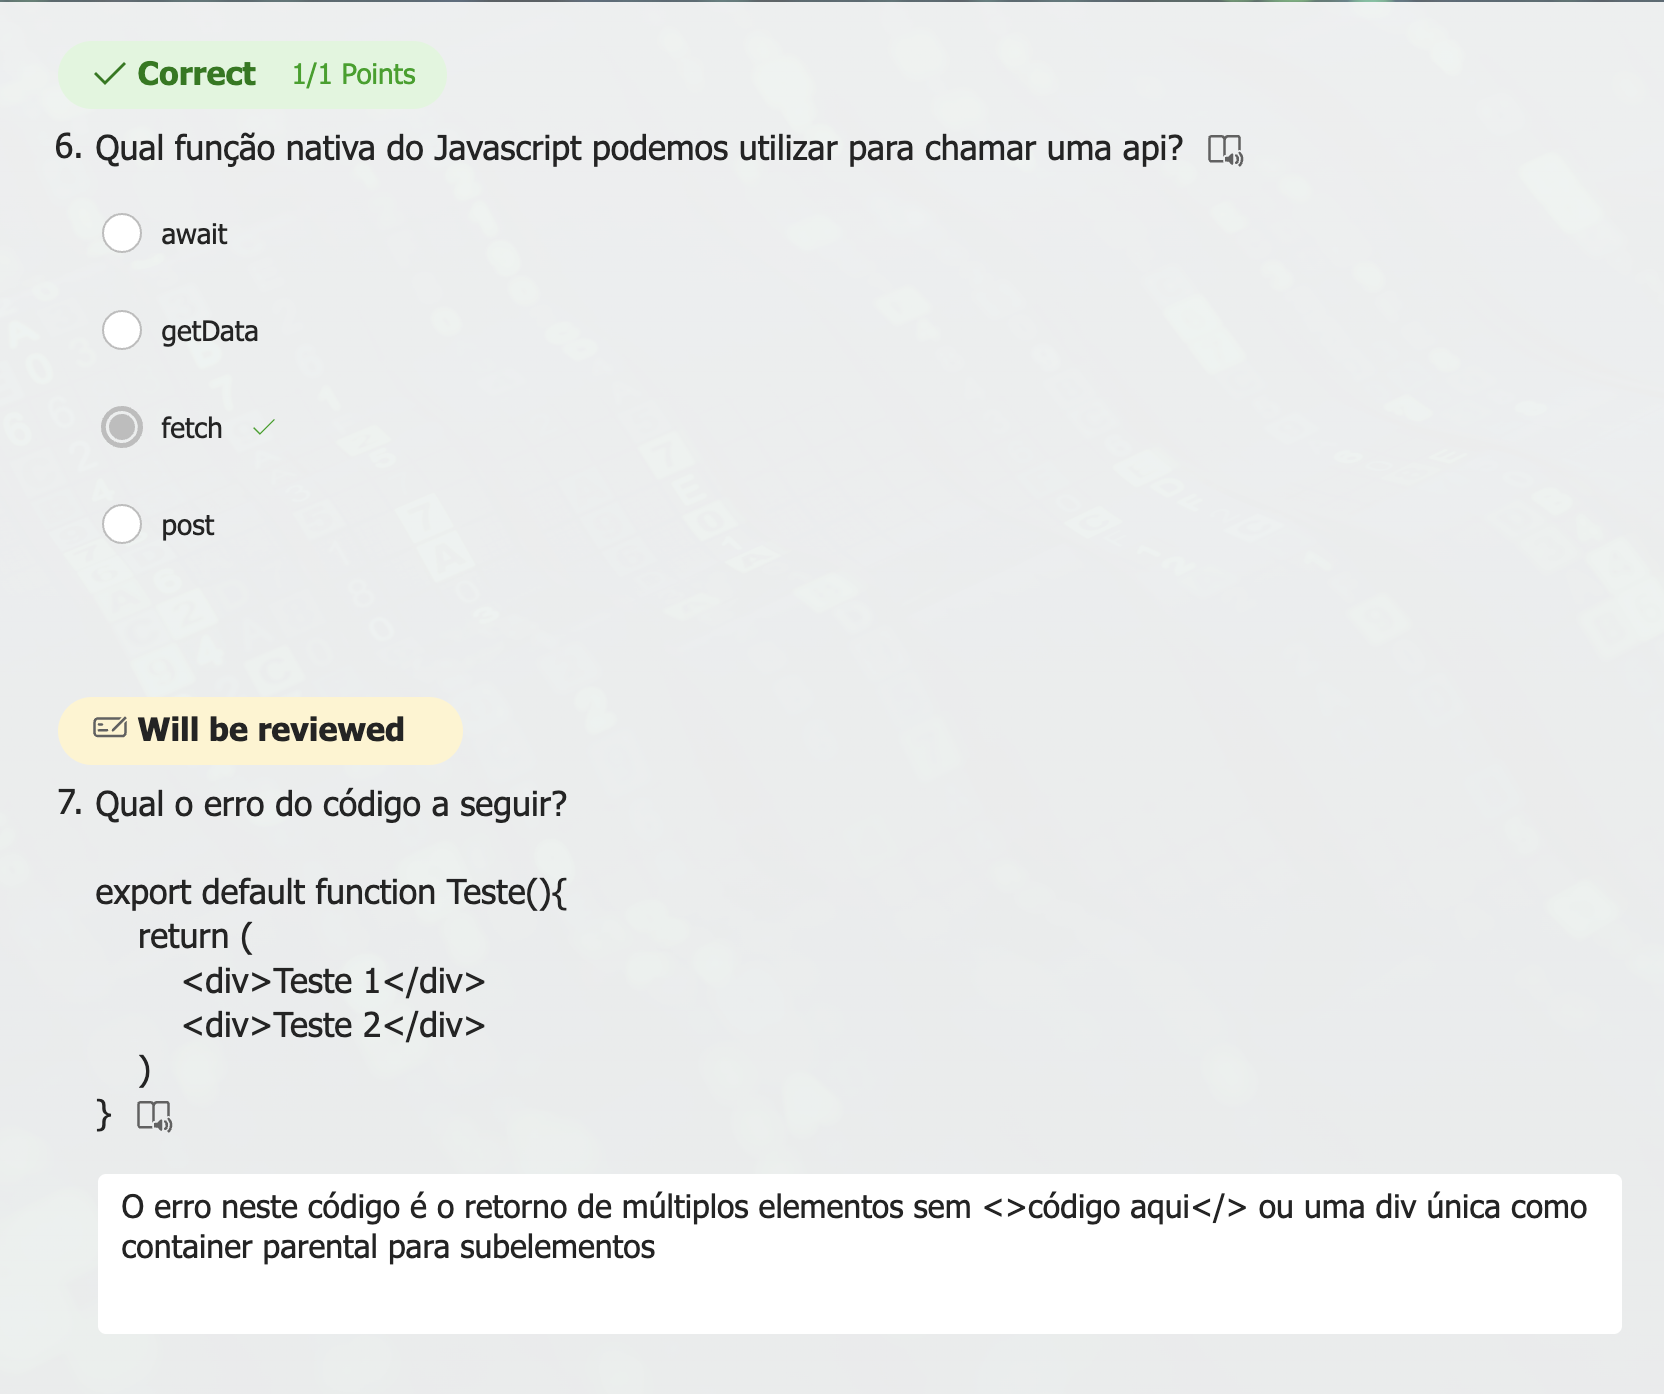 Correct 1/1 Points
6. Qual função nativa do Javascript podemos utilizar para chamar uma api?
await
getData
fetch
post
Will be reviewed
7. Qual o erro do código a seguir?
export default function Teste(){
return (
<div>Teste 1</div>
<div>Teste 2</div>
)
}
O erro neste código é o retorno de múltiplos elementos sem <>código aqui</> ou uma div única como
container parental para subelementos